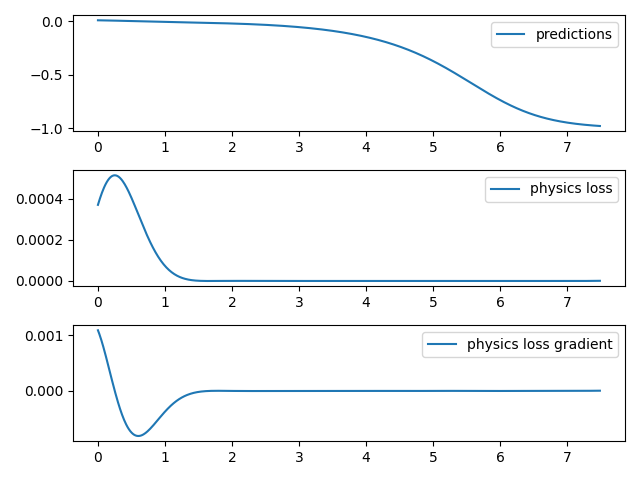 0.0
−0.5
−1.0
predictions
0 1 2 3 4 5 6 7
0.0004
0.0002
0.0000
physics loss
0 1 2 3 4 5 6 7
0.001
0.000
physics loss gradient
0 1 2 3 4 5 6 7